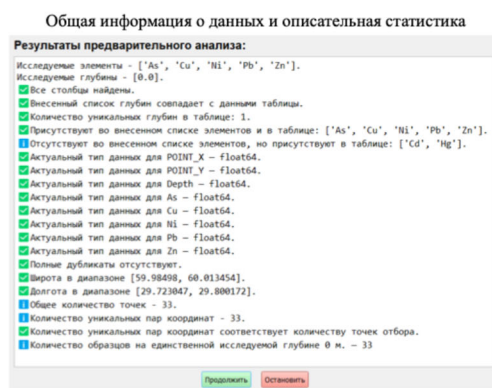 Общая информация о данных и описательная статистика
Результаты предварительного анализа:
Исследуемые элементы - ['As', 'Cu', 'Ni', 'Pb', 'Zn'].
Исследуемые глубины - [0.0].
Все столбцы найдены.
Внесенный список глубин совпадает с данными таблицы.
Количество уникальных глубин в таблице: 1.
Присутствуют во внесенном списке элементов и в таблице: ['As', 'Cu', 'Ni', 'Pb', 'Zn'].
Отсутствуют во внесенном списке элементов, но присутствуют в таблице: ['Cd', 'Hg'].
Актуальный тип данных для POINT_X – float64.
Актуальный тип данных для POINT_Y – float64.
Актуальный тип данных для Depth – float64.
Актуальный тип данных для As – float64.
Актуальный тип данных для Cu – float64.
Актуальный тип данных для Ni – float64.
Актуальный тип данных для Pb – float64.
Актуальный тип данных для Zn – float64.
Полные дубликаты отсутствуют.
Широта в диапазоне [59.98498, 60.013454].
Долгота в диапазоне [29.723047, 29.800172].
Общее количество точек - 33.
Количество уникальных пар координат - 33.
Количество уникальных пар координат соответствует количеству точек отбора.
Количество образцов на единственной исследуемой глубине 0 м. – 33
Продолжить
Остановить